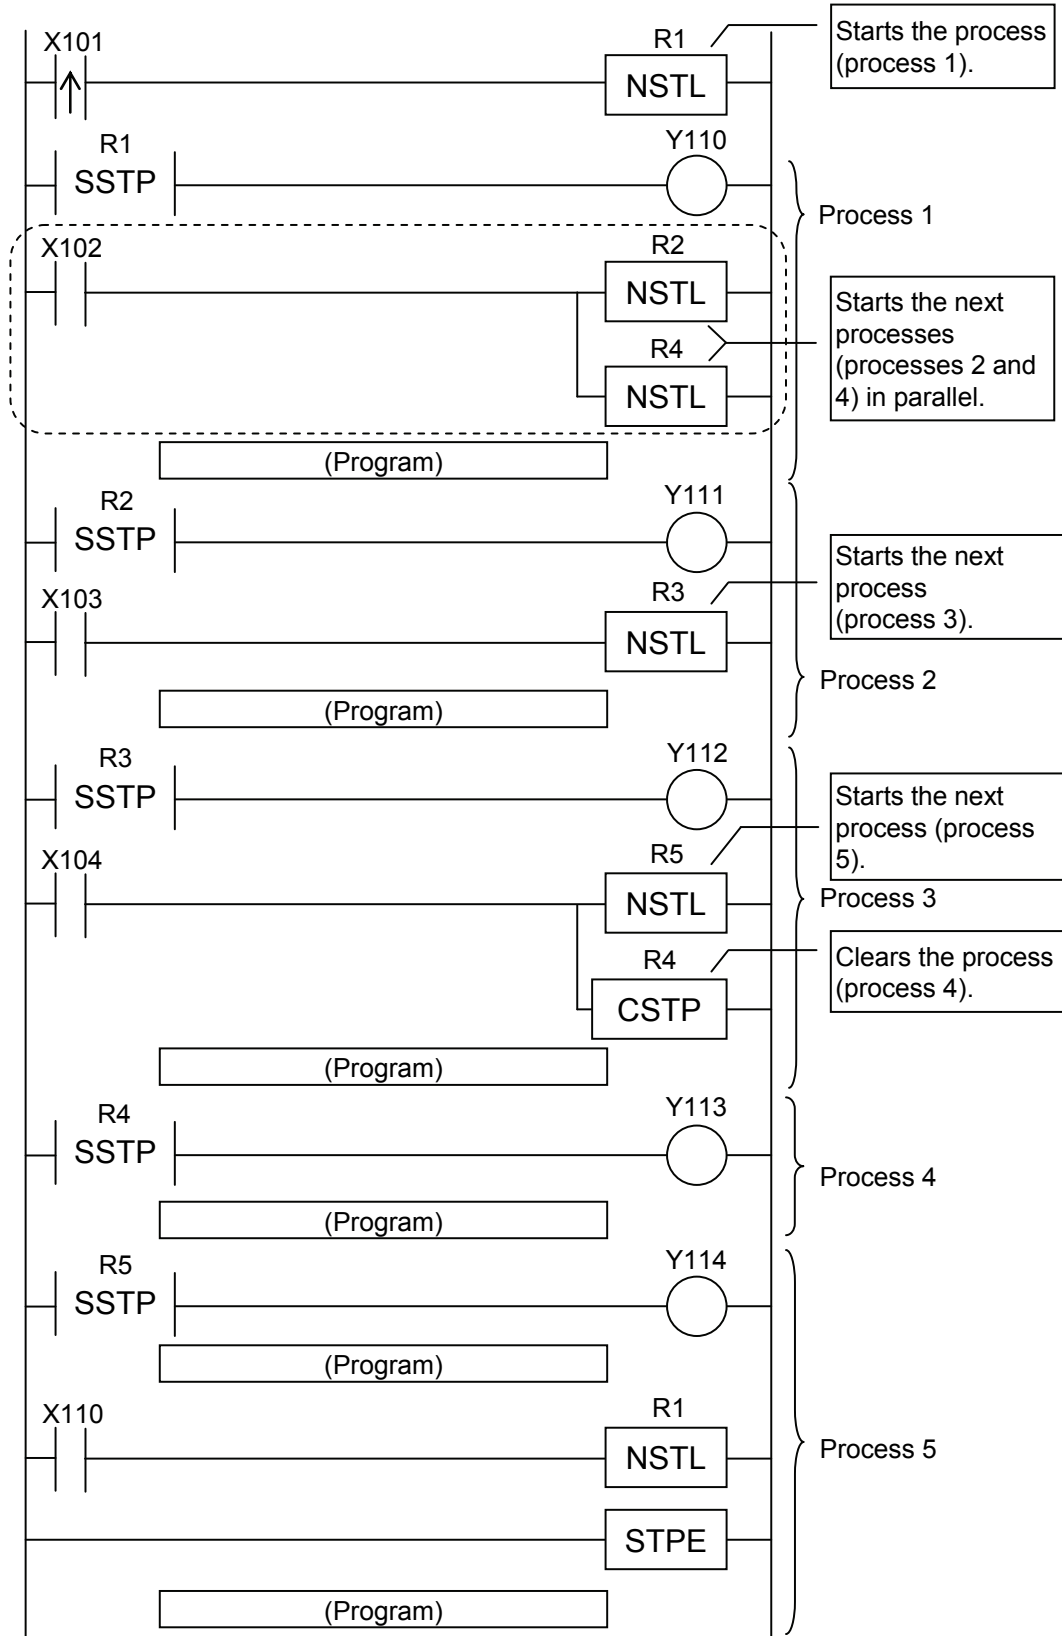 X101
R1
NSTL
Starts the process
(process 1).
R1
SSTP
Y110
Process 1
X102
R2
NSTL
R4
NSTL
Starts the next
processes
(processes 2 and
4) in parallel.
(Program)
R2
SSTP
Y111
X103
R3
NSTL
Starts the next
process
(process 3).
Process 2
(Program)
R3
SSTP
Y112
X104
R5
NSTL
Starts the next
process (process
5).
Process 3
R4
CSTP
Clears the process
(process 4).
(Program)
R4
SSTP
Y113
Process 4
(Program)
R5
SSTP
Y114
(Program)
X110
R1
NSTL
Process 5
STPE
(Program)